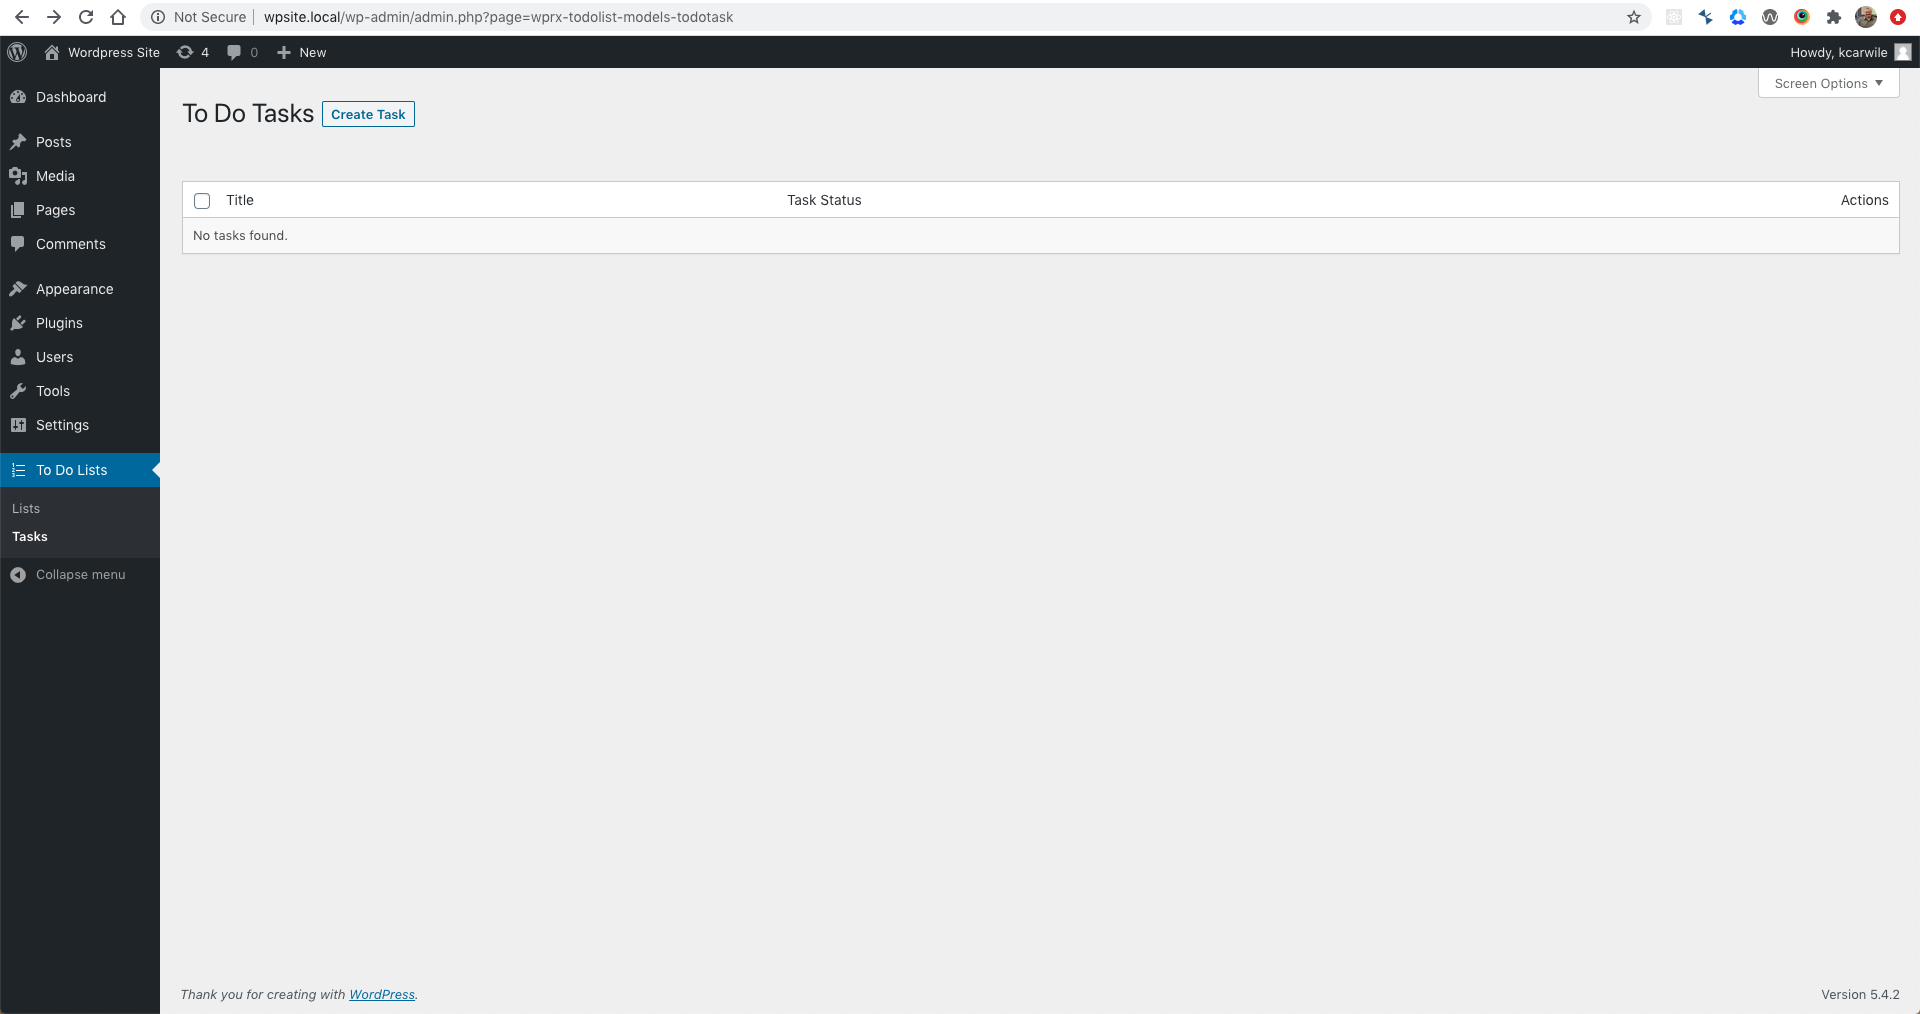 Not Secure | wpsite.local/wp-admin/admin.php?page=wprx-todolist-models-todotask
Wordpress Site 4 0 New Howdy, kcarwile
Screen Options
Dashboard
Posts
Media
Pages
Comments
Appearance
Plugins
Users
Tools
Settings
To Do Lists
Lists
Tasks
Collapse menu
To Do Tasks Create Task
Title Task Status Actions
No tasks found.
Thank you for creating with WordPress. Version 5.4.2